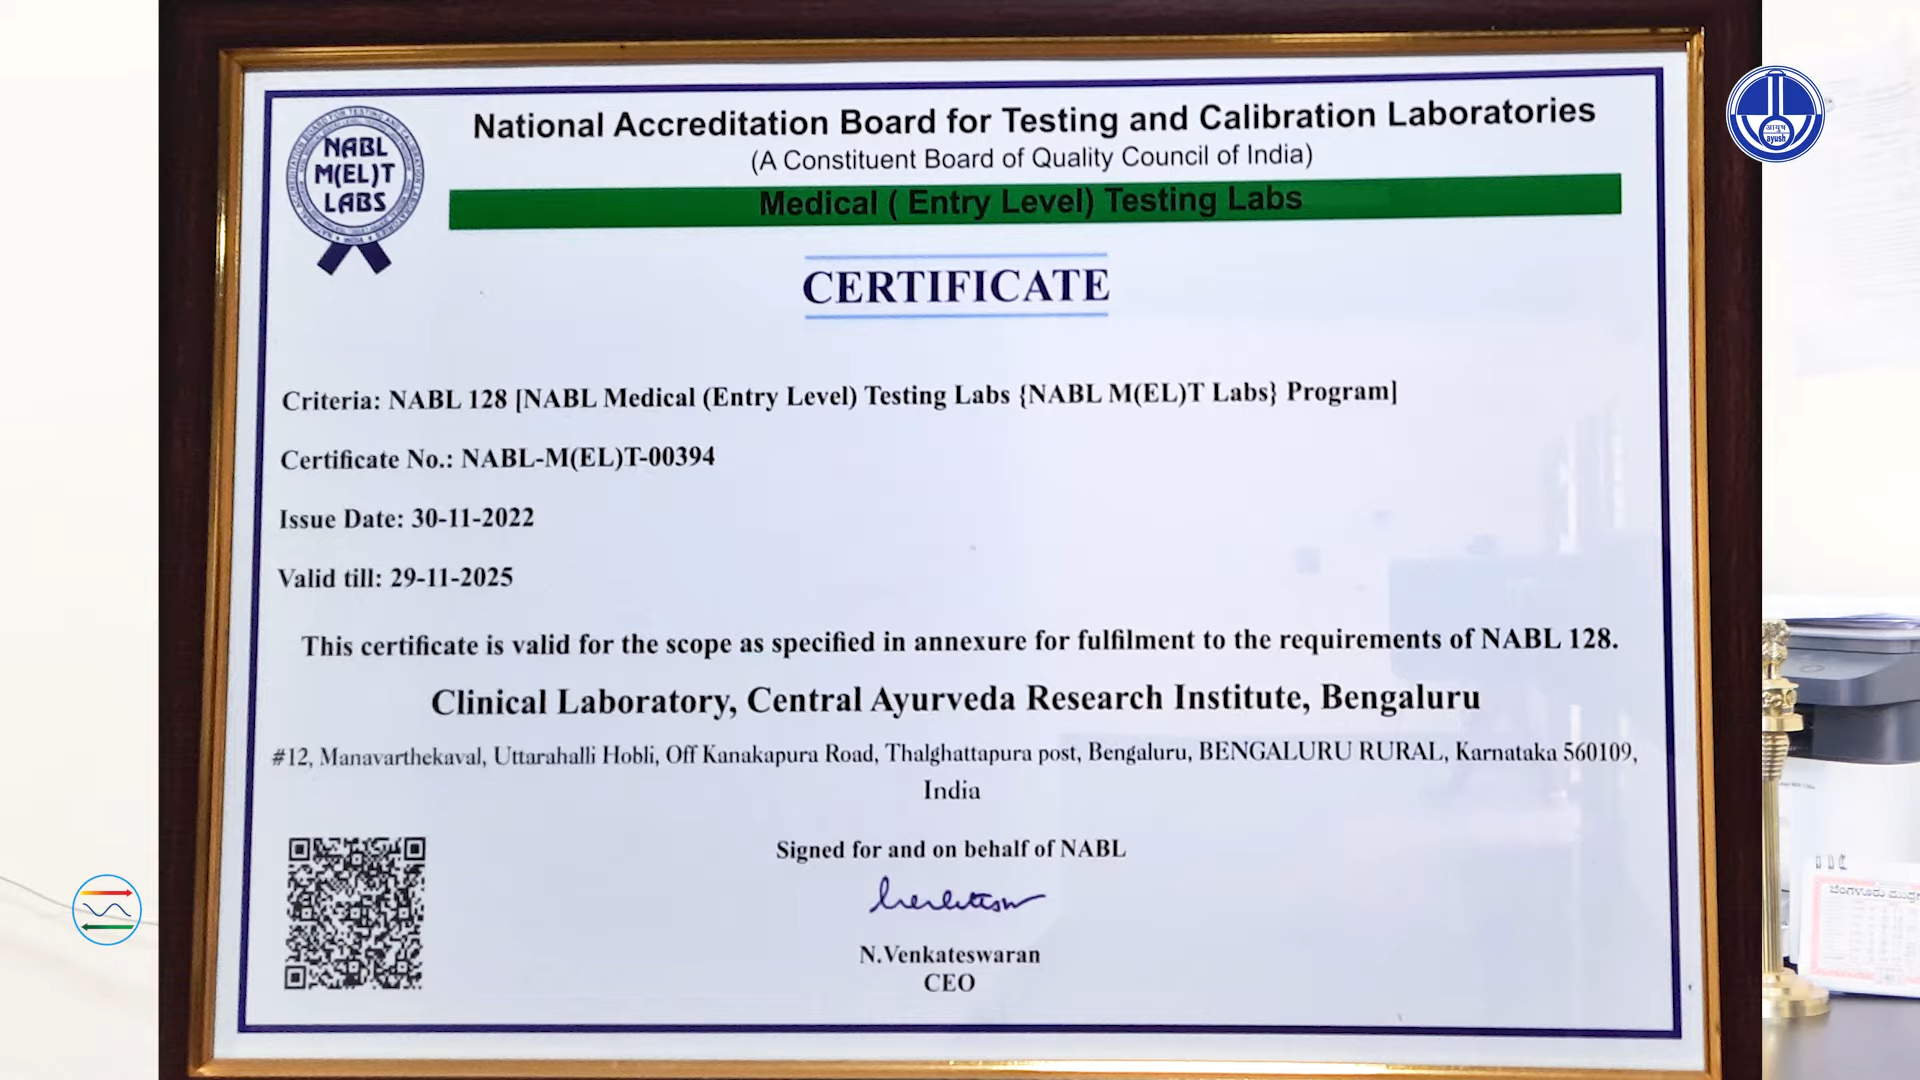 National Accreditation Board for Testing and Calibration Laboratories
(A Constituent Board of Quality Council of India)
NABL
M(EL)T
LABS
Medical ( Entry Level) Testing Labs
CERTIFICATE
Criteria: NABL 128 [NABL Medical (Entry Level) Testing Labs {NABL M(EL)T Labs} Program]
Certificate No.: NABL-M(EL)T-00394
Issue Date: 30-11-2022
Valid till: 29-11-2025
This certificate is valid for the scope as specified in annexure for fulfilment to the requirements of NABL 128.
Clinical Laboratory, Central Ayurveda Research Institute, Bengaluru
#12, Manavarthekaval, Uttarahalli Hobli, Off Kanakapura Road, Thalghattapura post, Bengaluru, BENGALURU RURAL, Karnataka 560109,
India
Signed for and on behalf of NABL
N.Venkateswaran
CEO
आयुष
ayush